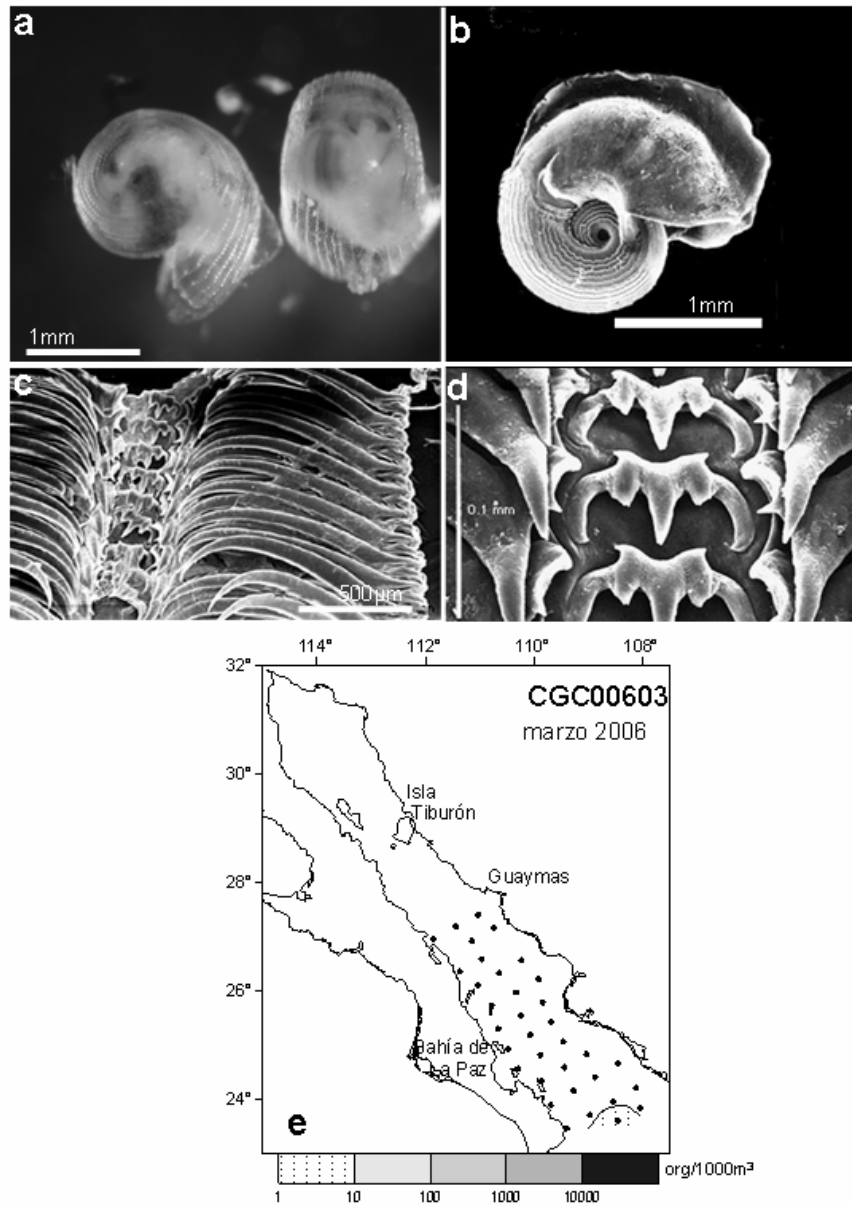 a
b
1mm
1mm
c
d
0.1 mm
500µm
114° 112° 110° 108°
32°
CGC00603
marzo 2006
30°
Isla
Tiburón
Guaymas
28°
26°
Bahía de
La Paz
24°
e
org/1000m³
1 10 100 1000 10000